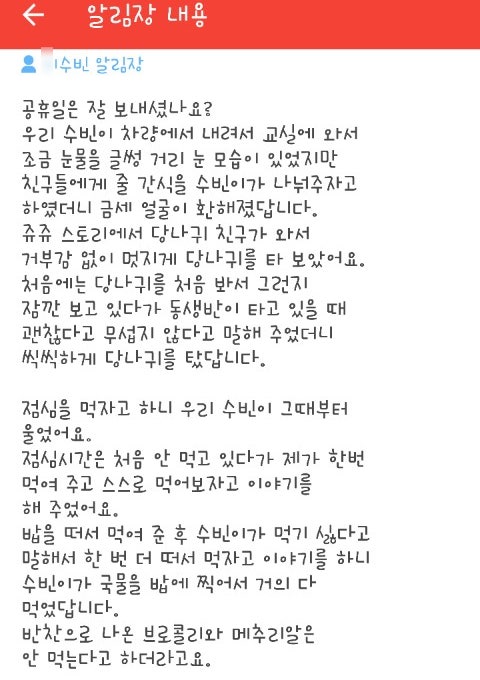 알림장 내용
이수빈 알림장
공휴일은 잘 보내셨나요?
우리 수빈이 차량에서 내려서 교실에 와서
조금 눈물을 글썽 거리 눈 모습이 있었지만
친구들에게 줄 간식을 수빈이가 나눠주자고
하였더니 금세 얼굴이 환해졌답니다.
쥬쥬 스토리에서 당나귀 친구가 와서
거부감 없이 멋지게 당나귀를 타 보았어요.
처음에는 당나귀를 처음 봐서 그런지
잠깐 보고 있다가 동생반이 타고 있을 때
괜찮다고 무섭지 않다고 말해 주었더니
씩씩하게 당나귀를 탔답니다.
점심을 먹자고 하니 우리 수빈이 그때부터
울었어요.
점심시간은 처음 안 먹고 있다가 제가 한번
먹여 주고 스스로 먹어보자고 이야기를
해 주었어요.
밥을 떠서 먹여 준 후 수빈이가 먹기 싫다고
말해서 한 번 더 떠서 먹자고 이야기를 하니
수빈이가 국물을 밥에 찍어서 거의 다
먹었답니다.
반찬으로 나온 브로콜리와 메추리알은
안 먹는다고 하더라고요.